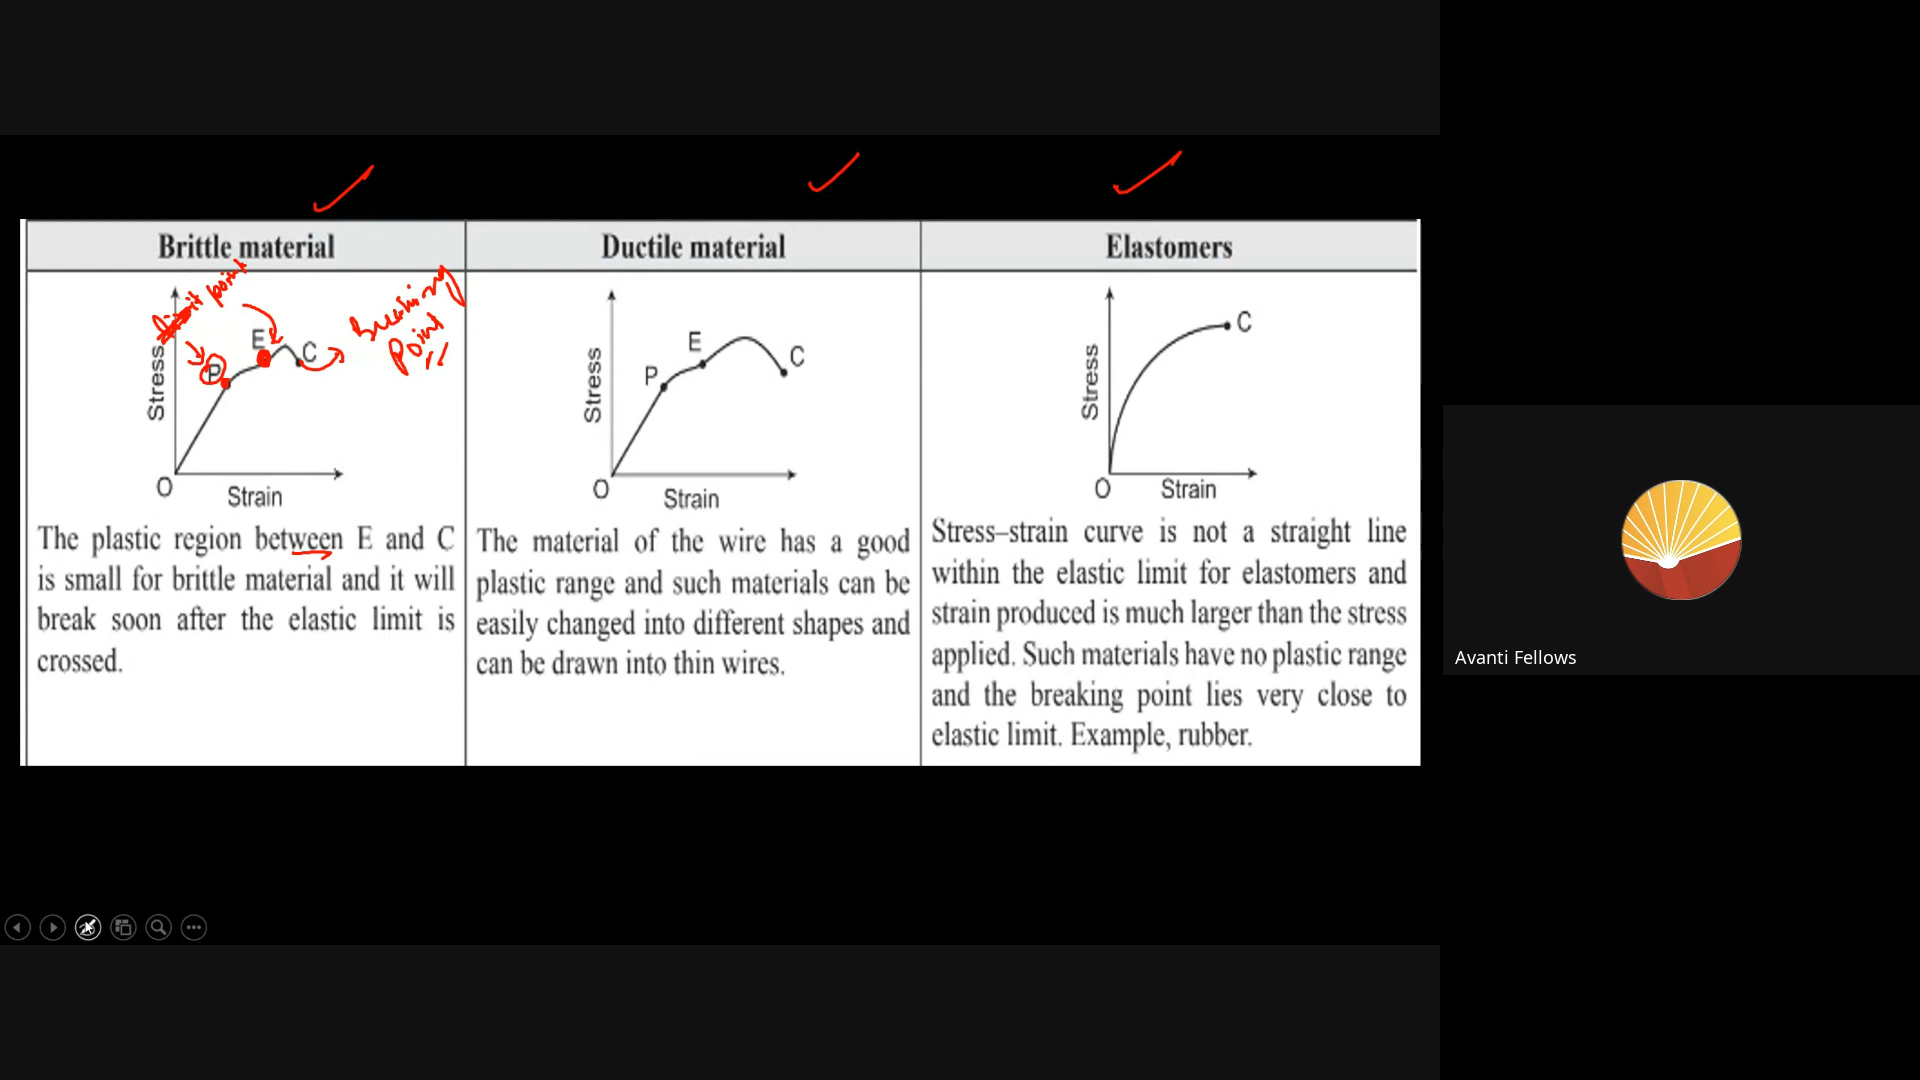 Brittle material
Ductile material
Elastomers
point
Breaking
Point
Stress
P
E
C
O
Strain
Stress
P
E
C
O
Strain
Stress
C
O
Strain
The plastic region between E and C
is small for brittle material and it will
break soon after the elastic limit is
crossed.
The material of the wire has a good
plastic range and such materials can be
easily changed into different shapes and
can be drawn into thin wires.
Stress–strain curve is not a straight line
within the elastic limit for elastomers and
strain produced is much larger than the stress
applied. Such materials have no plastic range
and the breaking point lies very close to
elastic limit. Example, rubber.
Avanti Fellows